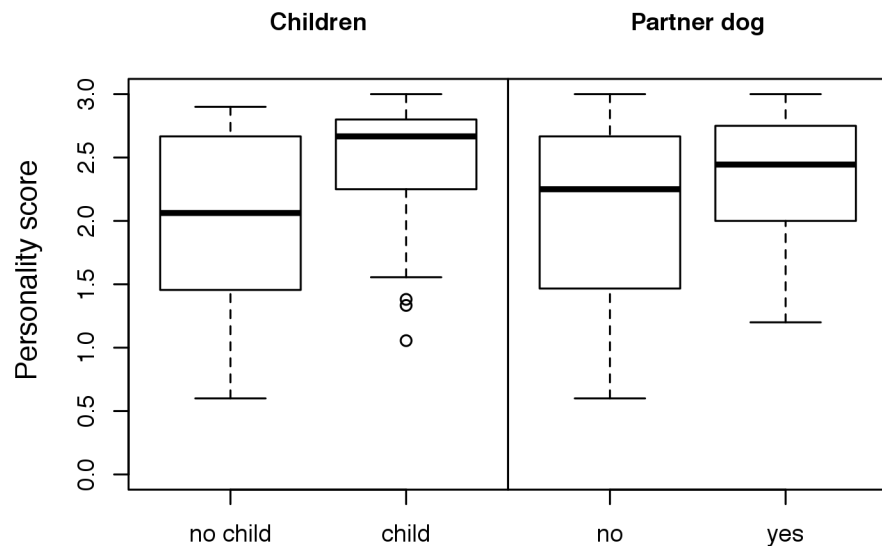 Children
Partner dog
Personality score
3.0
2.5
2.0
1.5
1.0
0.5
0.0
no child
child
no
yes